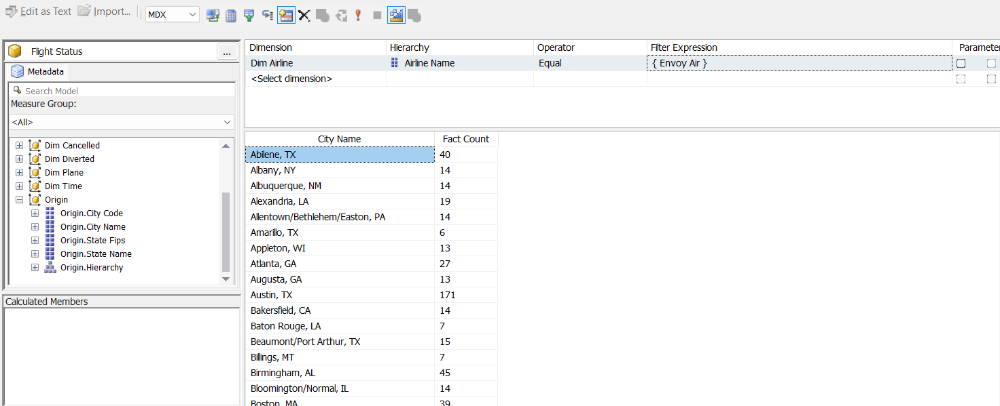 Edit as Text Import... MDX
Flight Status ...
Metadata
Search Model
Measure Group:
<All>
Dim Cancelled
Dim Diverted
Dim Plane
Dim Time
Origin
Origin.City Code
Origin.City Name
Origin.State Fips
Origin.State Name
Origin.Hierarchy
Calculated Members
Dimension Hierarchy Operator Filter Expression Parameter
Dim Airline Airline Name Equal { Envoy Air }
<Select dimension>
City Name Fact Count
Abilene, TX 40
Albany, NY 14
Albuquerque, NM 14
Alexandria, LA 19
Allentown/Bethlehem/Easton, PA 14
Amarillo, TX 6
Appleton, WI 13
Atlanta, GA 27
Augusta, GA 13
Austin, TX 171
Bakersfield, CA 14
Baton Rouge, LA 7
Beaumont/Port Arthur, TX 15
Billings, MT 7
Birmingham, AL 45
Bloomington/Normal, IL 14
Boston, MA 39